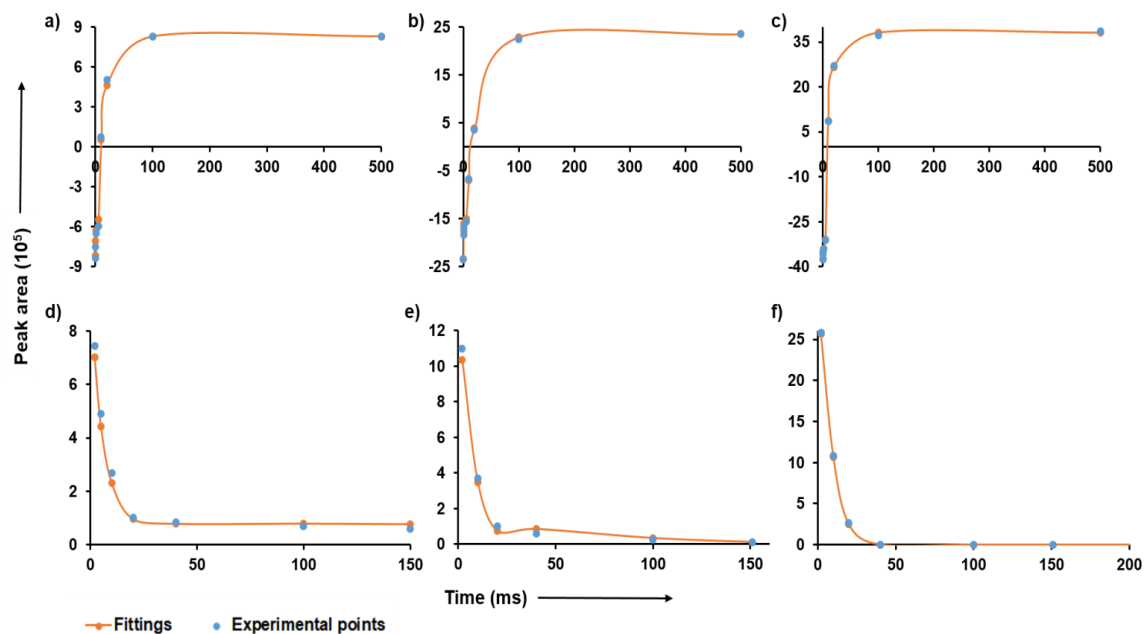 a)
9
6
3
0
-3
-6
-9
0 100 200 300 400 500
b)
25
15
5
-5
-15
-25
0 100 200 300 400 500
c)
35
20
5
-10
-25
-40
0 100 200 300 400 500
Peak area (10⁵)
d)
8
6
4
2
0
0 50 100 150
e)
12
10
8
6
4
2
0
0 50 100 150
f)
25
20
15
10
5
0
0 50 100 150 200
Time (ms)
Fittings Experimental points